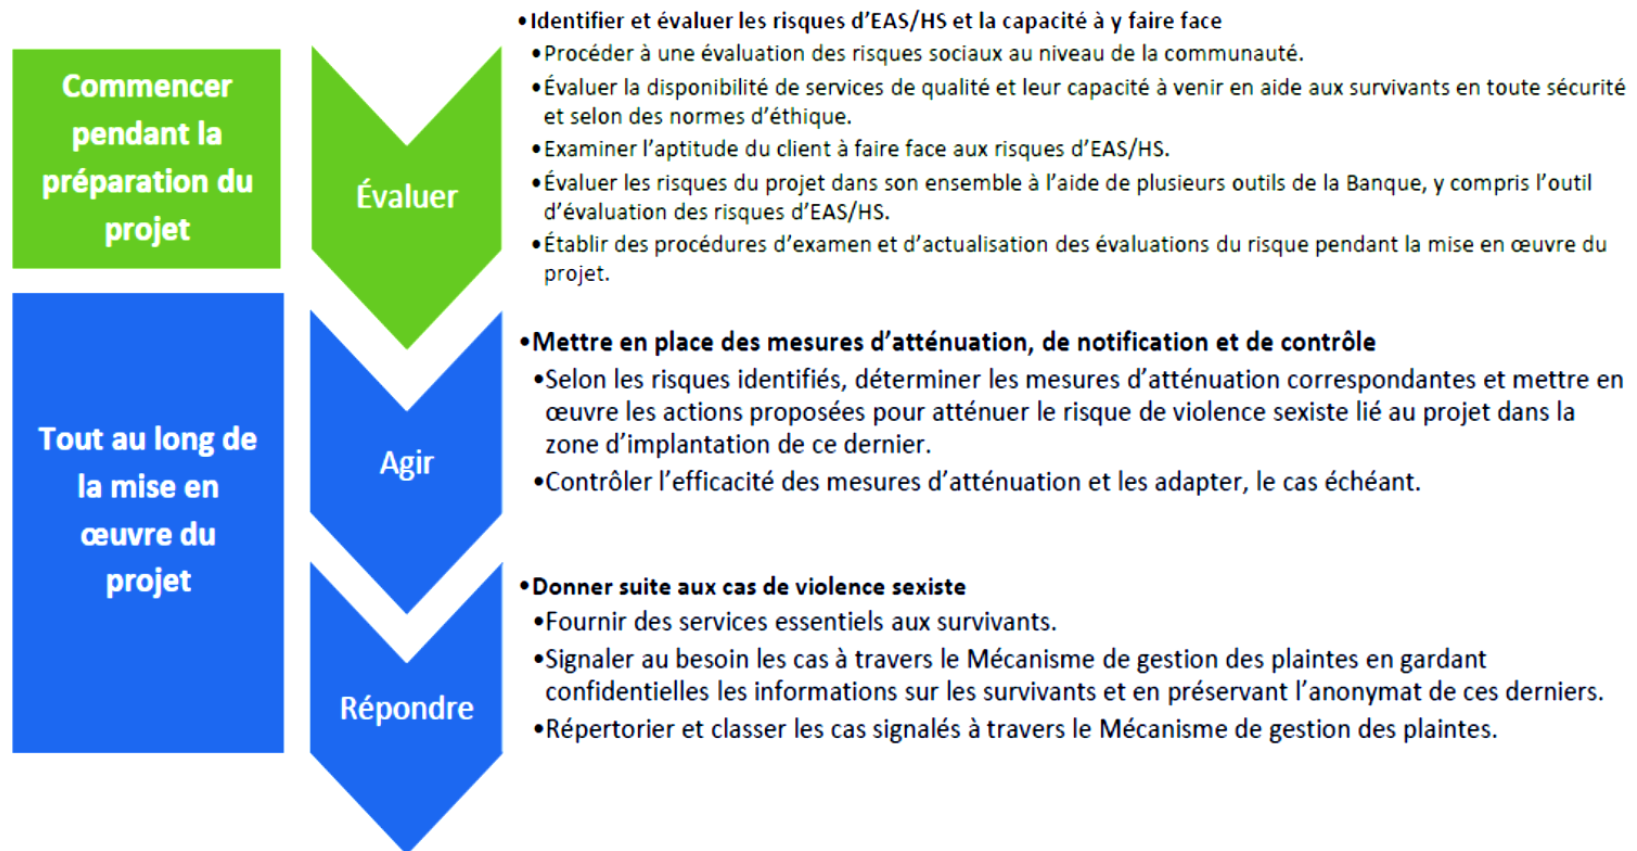 Commencer
pendant la
préparation du
projet
Évaluer
•Identifier et évaluer les risques d’EAS/HS et la capacité à y faire face
•Procéder à une évaluation des risques sociaux au niveau de la communauté.
•Évaluer la disponibilité de services de qualité et leur capacité à venir en aide aux survivants en toute sécurité
et selon des normes d’éthique.
•Examiner l’aptitude du client à faire face aux risques d’EAS/HS.
•Évaluer les risques du projet dans son ensemble à l’aide de plusieurs outils de la Banque, y compris l’outil
d’évaluation des risques d’EAS/HS.
•Établir des procédures d’examen et d’actualisation des évaluations du risque pendant la mise en œuvre du
projet.
Tout au long de
la mise en
œuvre du
projet
Agir
•Mettre en place des mesures d’atténuation, de notification et de contrôle
•Selon les risques identifiés, déterminer les mesures d’atténuation correspondantes et mettre en
œuvre les actions proposées pour atténuer le risque de violence sexiste lié au projet dans la
zone d’implantation de ce dernier.
•Contrôler l’efficacité des mesures d’atténuation et les adapter, le cas échéant.
Répondre
•Donner suite aux cas de violence sexiste
•Fournir des services essentiels aux survivants.
•Signaler au besoin les cas à travers le Mécanisme de gestion des plaintes en gardant
confidentielles les informations sur les survivants et en préservant l’anonymat de ces derniers.
•Répertorier et classer les cas signalés à travers le Mécanisme de gestion des plaintes.